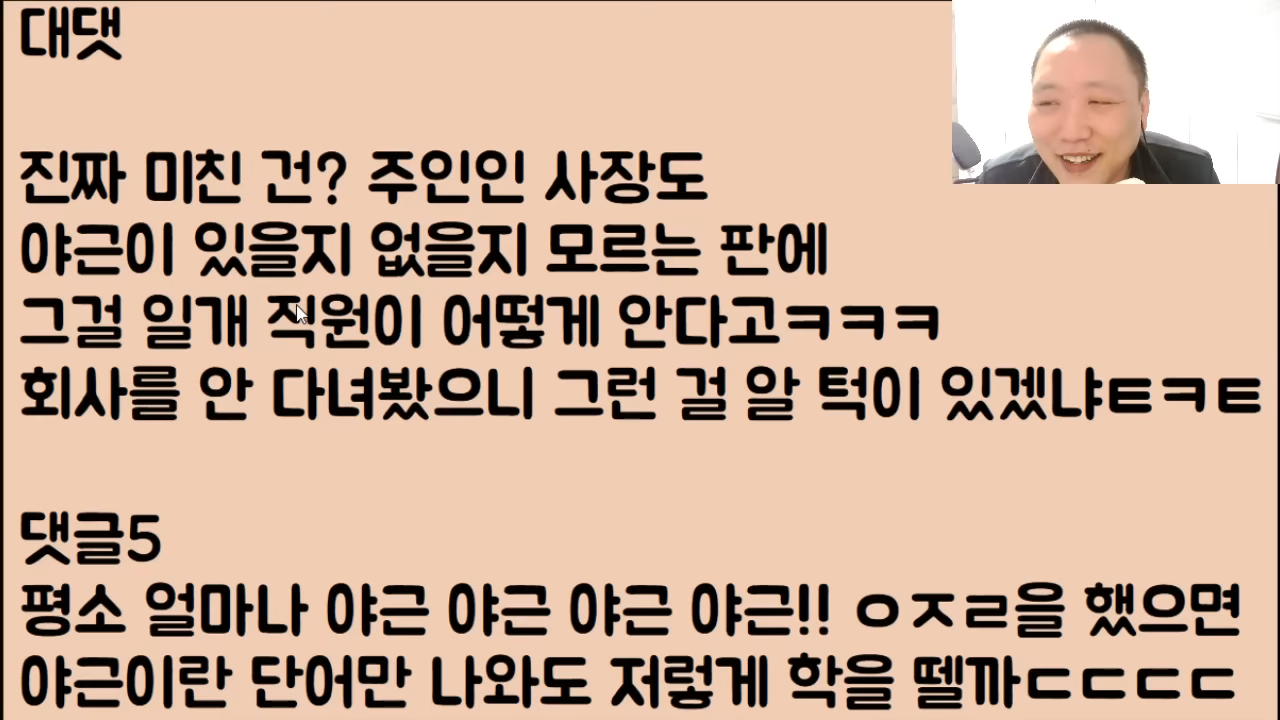 대댓
진짜 미친 건? 주인인 사장도
야근이 있을지 없을지 모르는 판에
그걸 일개 직원이 어떻게 안다고ㅋㅋㅋ
회사를 안 다녀봤으니 그런 걸 알 턱이 있겠냐ㅌㅋㅌ
댓글5
평소 얼마나 야근 야근 야근 야근!! ㅇㅈㄹ을 했으면
야근이란 단어만 나와도 저렇게 학을 뗄까ㄷㄷㄷㄷ